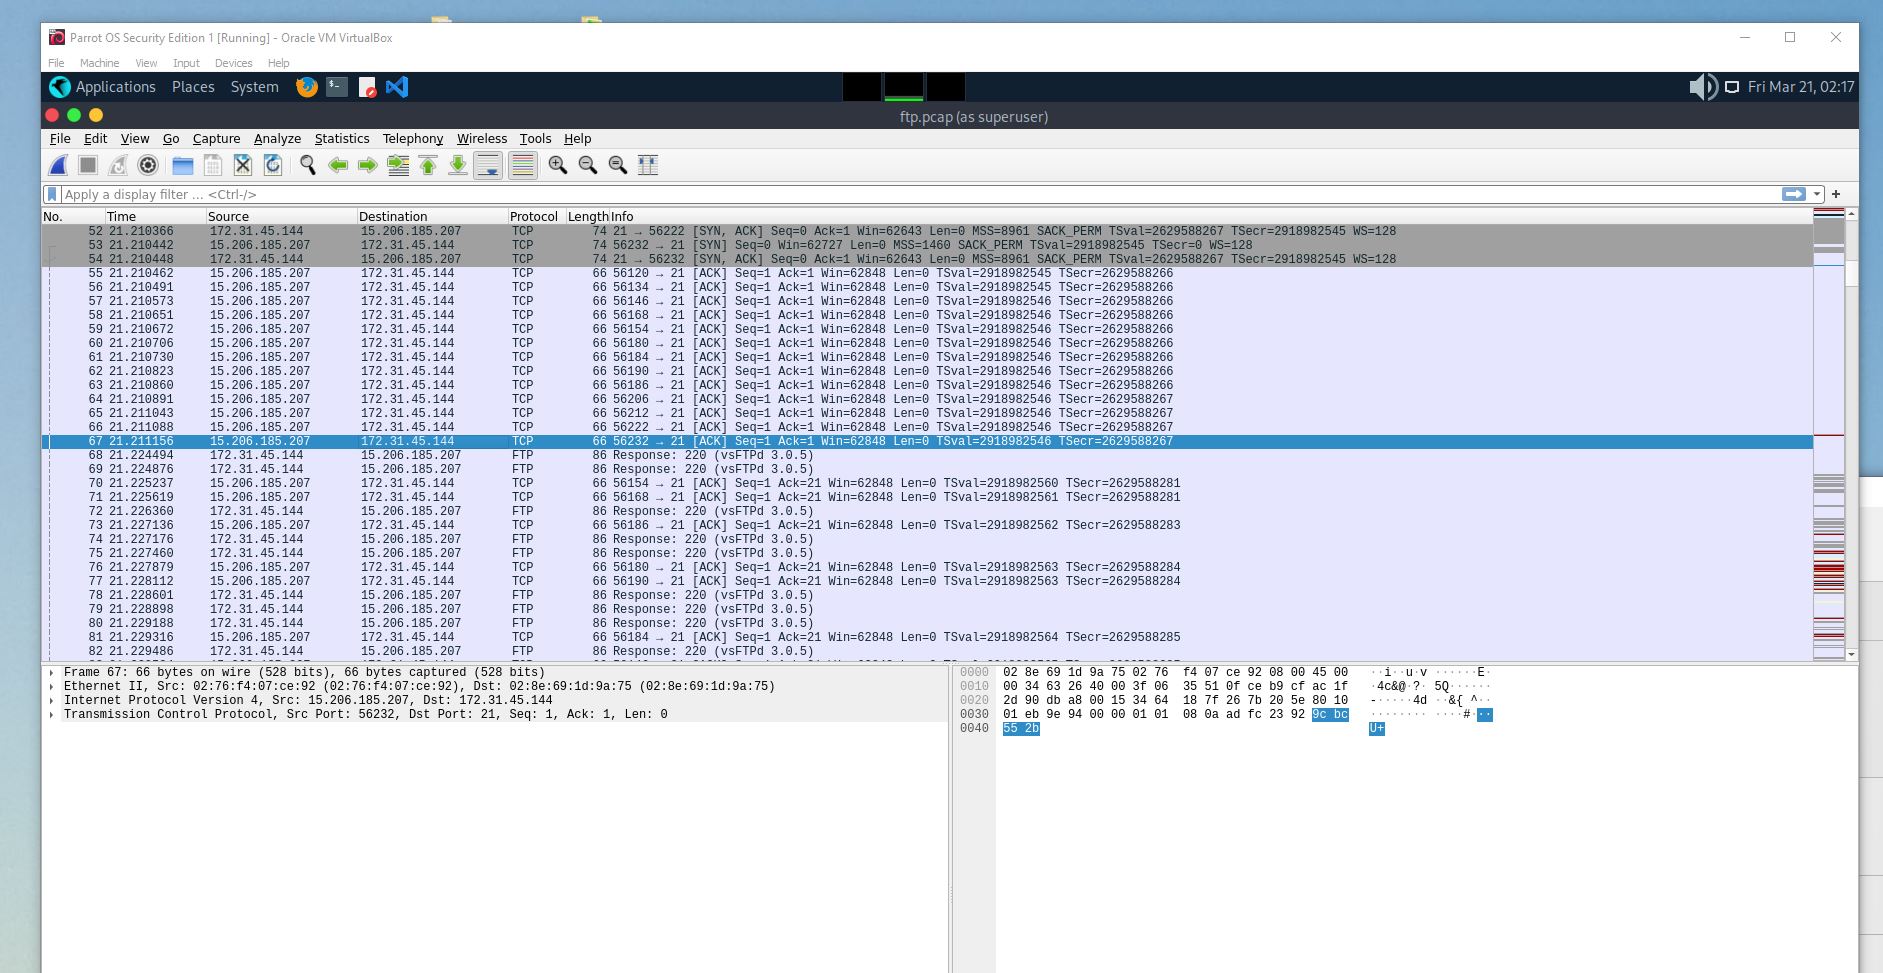 Parrot OS Security Edition 1 [Running] - Oracle VM VirtualBox
File Machine View Input Devices Help
Applications Places System Fri Mar 21, 02:17
ftp.pcap (as superuser)
File Edit View Go Capture Analyze Statistics Telephony Wireless Tools Help
Apply a display filter ... <Ctrl-/>
No. Time Source Destination Protocol Length Info
52 21.210366 172.31.45.144 15.206.185.207 TCP 74 21 → 56222 [SYN, ACK] Seq=0 Ack=1 Win=62643 Len=0 MSS=8961 SACK_PERM TSval=2629588267 TSecr=2918982545 WS=128
53 21.210442 15.206.185.207 172.31.45.144 TCP 74 56232 → 21 [SYN] Seq=0 Win=62727 Len=0 MSS=1460 SACK_PERM TSval=2918982545 TSecr=0 WS=128
54 21.210448 172.31.45.144 15.206.185.207 TCP 74 21 → 56232 [SYN, ACK] Seq=0 Ack=1 Win=62643 Len=0 MSS=8961 SACK_PERM TSval=2629588267 TSecr=2918982545 WS=128
55 21.210462 15.206.185.207 172.31.45.144 TCP 66 56120 → 21 [ACK] Seq=1 Ack=1 Win=62848 Len=0 TSval=2918982545 TSecr=2629588266
56 21.210491 15.206.185.207 172.31.45.144 TCP 66 56134 → 21 [ACK] Seq=1 Ack=1 Win=62848 Len=0 TSval=2918982545 TSecr=2629588266
57 21.210573 15.206.185.207 172.31.45.144 TCP 66 56146 → 21 [ACK] Seq=1 Ack=1 Win=62848 Len=0 TSval=2918982545 TSecr=2629588266
58 21.210651 15.206.185.207 172.31.45.144 TCP 66 56168 → 21 [ACK] Seq=1 Ack=1 Win=62848 Len=0 TSval=2918982546 TSecr=2629588266
59 21.210672 15.206.185.207 172.31.45.144 TCP 66 56154 → 21 [ACK] Seq=1 Ack=1 Win=62848 Len=0 TSval=2918982546 TSecr=2629588266
60 21.210706 15.206.185.207 172.31.45.144 TCP 66 56180 → 21 [ACK] Seq=1 Ack=1 Win=62848 Len=0 TSval=2918982546 TSecr=2629588266
61 21.210730 15.206.185.207 172.31.45.144 TCP 66 56184 → 21 [ACK] Seq=1 Ack=1 Win=62848 Len=0 TSval=2918982546 TSecr=2629588266
62 21.210823 15.206.185.207 172.31.45.144 TCP 66 56190 → 21 [ACK] Seq=1 Ack=1 Win=62848 Len=0 TSval=2918982546 TSecr=2629588266
63 21.210860 15.206.185.207 172.31.45.144 TCP 66 56186 → 21 [ACK] Seq=1 Ack=1 Win=62848 Len=0 TSval=2918982546 TSecr=2629588266
64 21.210891 15.206.185.207 172.31.45.144 TCP 66 56206 → 21 [ACK] Seq=1 Ack=1 Win=62848 Len=0 TSval=2918982546 TSecr=2629588267
65 21.211043 15.206.185.207 172.31.45.144 TCP 66 56212 → 21 [ACK] Seq=1 Ack=1 Win=62848 Len=0 TSval=2918982546 TSecr=2629588267
66 21.211088 15.206.185.207 172.31.45.144 TCP 66 56222 → 21 [ACK] Seq=1 Ack=1 Win=62848 Len=0 TSval=2918982546 TSecr=2629588267
67 21.211156 15.206.185.207 172.31.45.144 TCP 66 56232 → 21 [ACK] Seq=1 Ack=1 Win=62848 Len=0 TSval=2918982546 TSecr=2629588267
68 21.224494 172.31.45.144 15.206.185.207 FTP 86 Response: 220 (vsFTPd 3.0.5)
69 21.224876 172.31.45.144 15.206.185.207 FTP 86 Response: 220 (vsFTPd 3.0.5)
70 21.225237 15.206.185.207 172.31.45.144 TCP 66 56154 → 21 [ACK] Seq=1 Ack=21 Win=62848 Len=0 TSval=2918982560 TSecr=2629588281
71 21.225619 15.206.185.207 172.31.45.144 TCP 66 56168 → 21 [ACK] Seq=1 Ack=21 Win=62848 Len=0 TSval=2918982561 TSecr=2629588281
72 21.226360 172.31.45.144 15.206.185.207 FTP 86 Response: 220 (vsFTPd 3.0.5)
73 21.227136 15.206.185.207 172.31.45.144 TCP 66 56186 → 21 [ACK] Seq=1 Ack=21 Win=62848 Len=0 TSval=2918982562 TSecr=2629588283
74 21.227176 172.31.45.144 15.206.185.207 FTP 86 Response: 220 (vsFTPd 3.0.5)
75 21.227460 172.31.45.144 15.206.185.207 FTP 86 Response: 220 (vsFTPd 3.0.5)
76 21.227879 15.206.185.207 172.31.45.144 TCP 66 56180 → 21 [ACK] Seq=1 Ack=21 Win=62848 Len=0 TSval=2918982563 TSecr=2629588284
77 21.228112 15.206.185.207 172.31.45.144 TCP 66 56190 → 21 [ACK] Seq=1 Ack=21 Win=62848 Len=0 TSval=2918982563 TSecr=2629588284
78 21.228601 172.31.45.144 15.206.185.207 FTP 86 Response: 220 (vsFTPd 3.0.5)
79 21.228898 172.31.45.144 15.206.185.207 FTP 86 Response: 220 (vsFTPd 3.0.5)
80 21.229188 172.31.45.144 15.206.185.207 FTP 86 Response: 220 (vsFTPd 3.0.5)
81 21.229316 15.206.185.207 172.31.45.144 TCP 66 56184 → 21 [ACK] Seq=1 Ack=21 Win=62848 Len=0 TSval=2918982564 TSecr=2629588285
82 21.229486 172.31.45.144 15.206.185.207 FTP 86 Response: 220 (vsFTPd 3.0.5)
Frame 67: 66 bytes on wire (528 bits), 66 bytes captured (528 bits)
Ethernet II, Src: 02:76:f4:07:ce:92 (02:76:f4:07:ce:92), Dst: 02:8e:69:1d:9a:75 (02:8e:69:1d:9a:75)
Internet Protocol Version 4, Src: 15.206.185.207, Dst: 172.31.45.144
Transmission Control Protocol, Src Port: 56232, Dst Port: 21, Seq: 1, Ack: 1, Len: 0
0000 02 8e 69 1d 9a 75 02 76 f4 07 ce 92 08 00 45 00 ··i··u·v ······E·
0010 00 34 63 26 40 00 3f 06 35 51 0f ce b9 cf ac 1f ·4c&@·?· 5Q······
0020 2d 90 db a8 00 15 34 64 18 7f 26 7b 20 5e 80 10 -·····4d ··&{ ^··
0030 01 eb 9e 94 00 00 01 01 08 0a ad fc 23 92 9c bc ········ ····#···
0040 55 2b U+